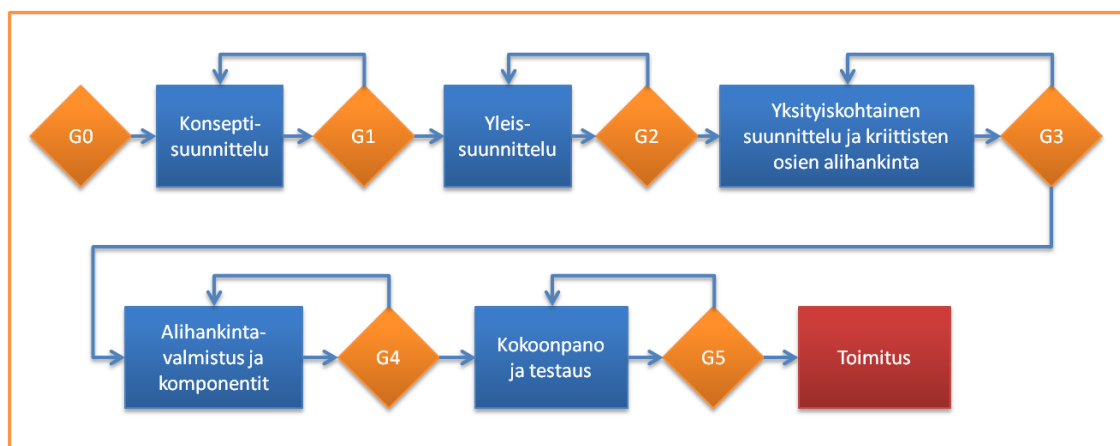 G0
Konsepti-
suunnittelu
G1
Yleis-
suunnittelu
G2
Yksityiskohtainen
suunnittelu ja kriittisten
osien alihankinta
G3
Alihankinta-
valmistus ja
komponentit
G4
Kokoonpano
ja testaus
G5
Toimitus